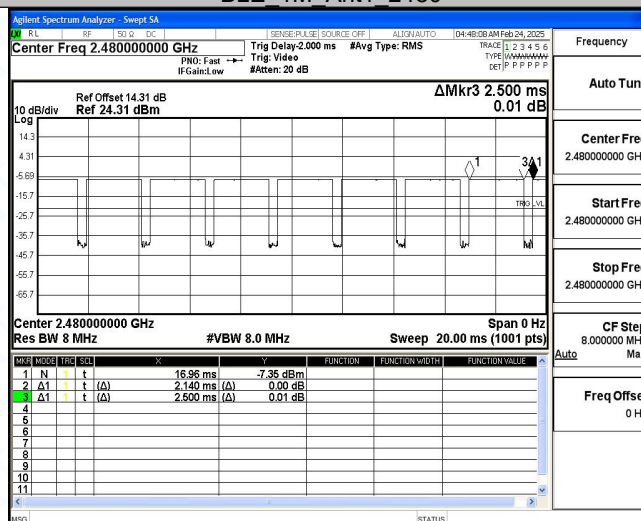 Agilent Spectrum Analyzer - Swept SA
RL RF 50 Ω DC SENSE:PULSE SOURCE OFF ALIGNAUTO 04:48:08 AM Feb 24, 2025
Center Freq 2.480000000 GHz
PNO: Fast
IFGain:Low
Trig Delay-2.000 ms
Trig: Video
#Atten: 20 dB
#Avg Type: RMS
TRACE 1 2 3 4 5 6
TYPE
DET P P P P P P
ΔMkr3 2.500 ms
0.01 dB
Ref Offset 14.31 dB
10 dB/div Ref 24.31 dBm
Log
14.3
4.31
-5.69
-15.7
-25.7
-35.7
-45.7
-55.7
-65.7
1
3Δ1
TRIG LVL
Center 2.480000000 GHz Span 0 Hz
Res BW 8 MHz #VBW 8.0 MHz Sweep 20.00 ms (1001 pts)
MKR MODE TRC SCL X Y FUNCTION FUNCTION WIDTH FUNCTION VALUE
1 N 1 t 16.96 ms -7.35 dBm
2 Δ1 1 t (Δ) 2.140 ms (Δ) 0.00 dB
3 Δ1 1 t (Δ) 2.500 ms (Δ) 0.01 dB
4
5
6
7
8
9
10
11
MSG STATUS
Frequency
Auto Tun
Center Fre
2.480000000 GH
Start Fre
2.480000000 GH
Stop Fre
2.480000000 GH
CF Ste
8.000000 MH
Auto Ma
Freq Offse
0 H